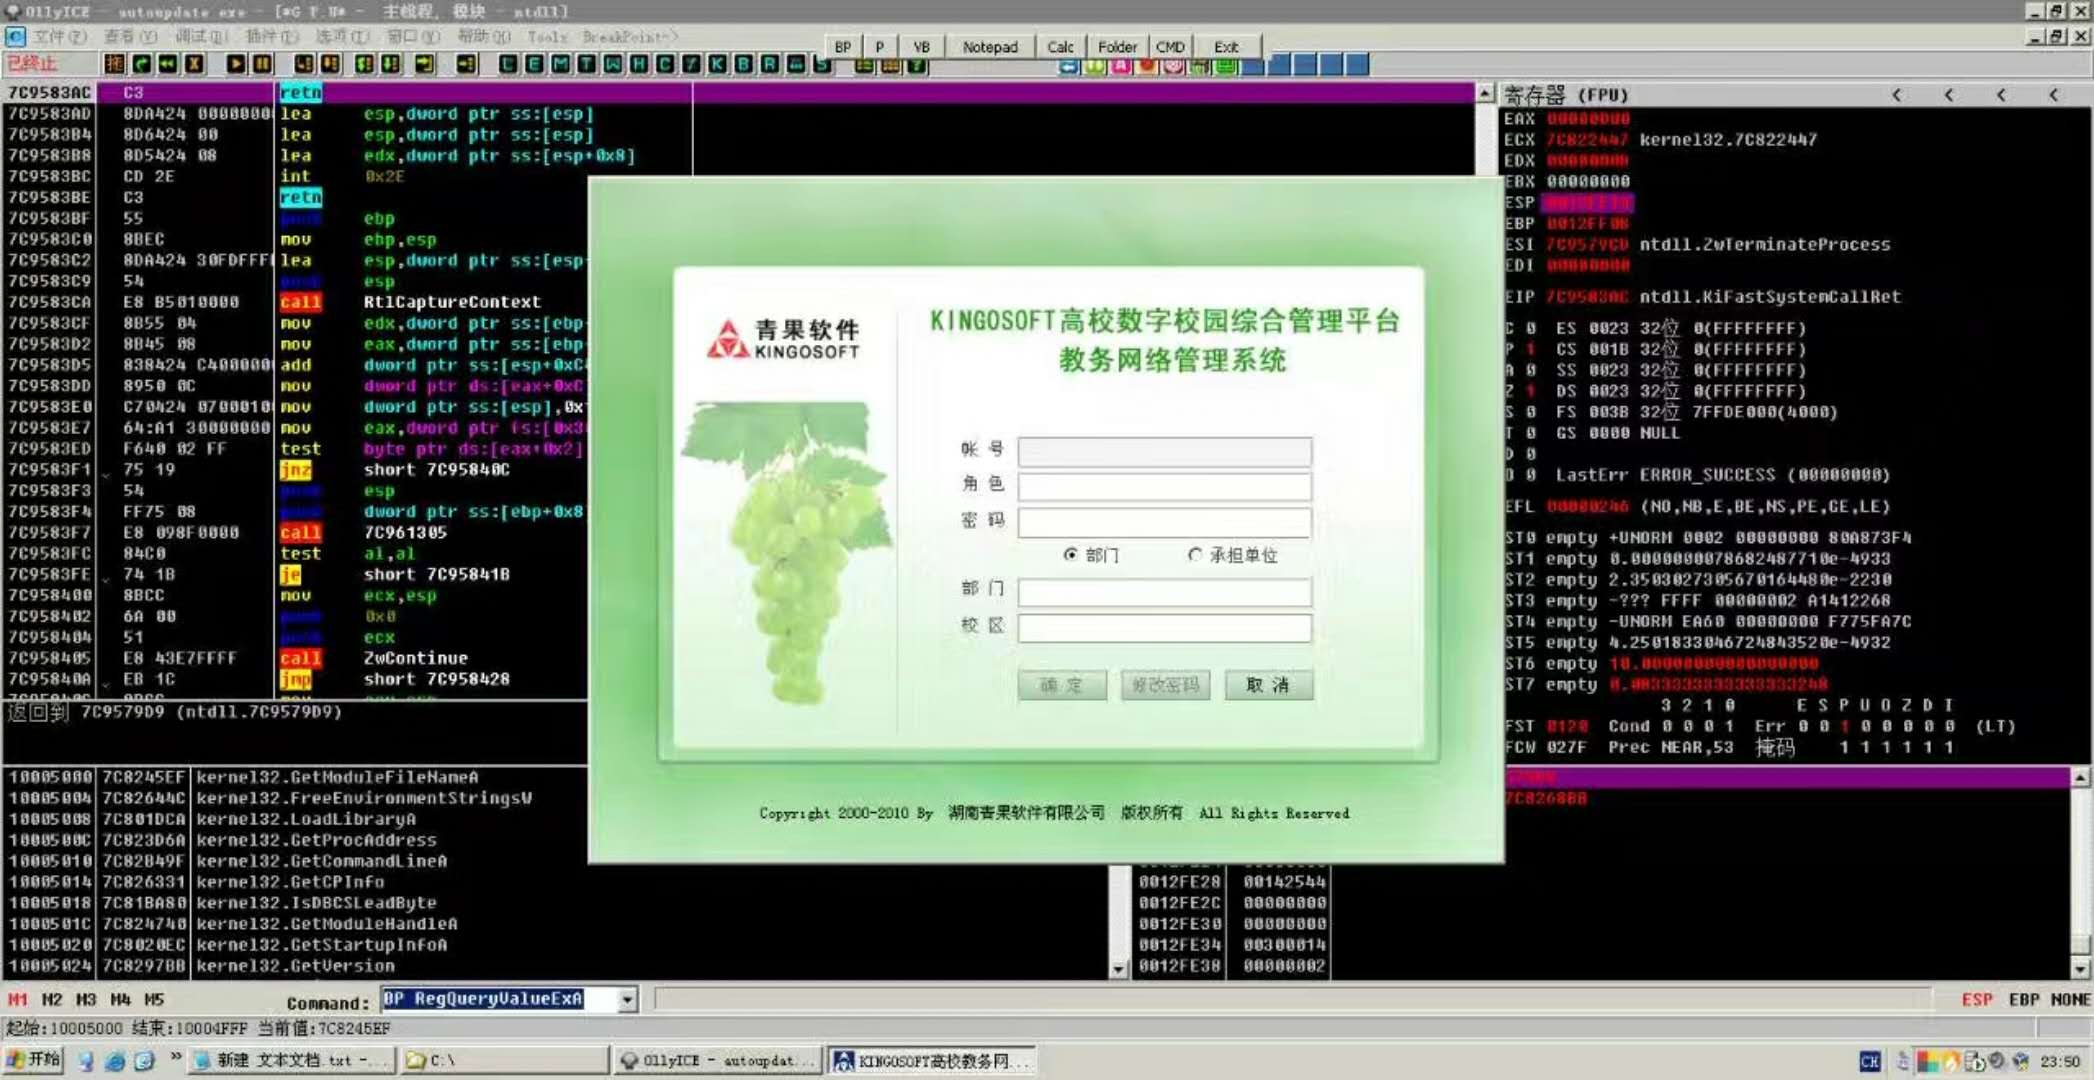 OllyICE - autoupdate.exe - [*G.P.U* - 主线程, 模块 - ntdll]
文件(F) 查看(V) 调试(D) 插件(P) 选项(T) 窗口(W) 帮助(H) Tools BreakPoint->
BP P VB Notepad Calc Folder CMD Exit
已终止
L E M T W H C / K B R ... S
7C9583AC C3 retn
7C9583AD 8DA424 0000000 lea esp,dword ptr ss:[esp]
7C9583B4 8D6424 00 lea esp,dword ptr ss:[esp]
7C9583B8 8D5424 08 lea edx,dword ptr ss:[esp+0x8]
7C9583BC CD 2E int 0x2E
7C9583BE C3 retn
7C9583BF 55 push ebp
7C9583C0 8BEC mov ebp,esp
7C9583C2 8DA424 30FDFFF lea esp,dword ptr ss:[esp-
7C9583C9 54 push esp
7C9583CA E8 B5010000 call RtlCaptureContext
7C9583CF 8B55 04 mov edx,dword ptr ss:[ebp
7C9583D2 8B45 08 mov eax,dword ptr ss:[ebp
7C9583D5 838424 C400000 add dword ptr ss:[esp+0xC
7C9583DD 8950 0C mov dword ptr ds:[eax+0xC
7C9583E0 C70424 0700010 mov dword ptr ss:[esp],0x
7C9583E7 64:A1 30000000 mov eax,dword ptr fs:[0x3
7C9583ED F640 02 FF test byte ptr ds:[eax+0x2]
7C9583F1 75 19 jnz short 7C95840C
7C9583F3 54 push esp
7C9583F4 FF75 08 push dword ptr ss:[ebp+0x8
7C9583F7 E8 098F0000 call 7C961305
7C9583FC 84C0 test al,al
7C9583FE 74 1B je short 7C95841B
7C958400 8BCC mov ecx,esp
7C958402 6A 00 push 0x0
7C958404 51 push ecx
7C958405 E8 43E7FFFF call ZwContinue
7C95840A EB 1C jmp short 7C958428
返回到 7C9579D9 (ntdll.7C9579D9)
寄存器 (FPU) < < < <
EAX 00000000
ECX 7C822447 kernel32.7C822447
EDX 00000000
EBX 00000000
ESP
EBP 0012FF08
ESI 7C9579CD ntdll.ZwTerminateProcess
EDI 00000000
EIP 7C9583AC ntdll.KiFastSystemCallRet
C 0 ES 0023 32位 0(FFFFFFFF)
P 1 CS 001B 32位 0(FFFFFFFF)
A 0 SS 0023 32位 0(FFFFFFFF)
Z 1 DS 0023 32位 0(FFFFFFFF)
S 0 FS 003B 32位 7FFDE000(4000)
T 0 GS 0000 NULL
D 0
O 0 LastErr ERROR_SUCCESS (00000000)
EFL 00000246 (NO,NB,E,BE,NS,PE,GE,LE)
ST0 empty +UNORM 0002 00000000 80A873F4
ST1 empty 0.0000000078682487710e-4933
ST2 empty 2.3503027305670164480e-2230
ST3 empty -??? FFFF 00000002 A1412268
ST4 empty -UNORM EA60 00000000 F775FA7C
ST5 empty 4.2501833046724843520e-4932
ST6 empty 10.000000000000000000
ST7 empty
3 2 1 0 E S P U O Z D I
FST 0120 Cond 0 0 0 1 Err 0 0 1 0 0 0 0 0 (LT)
FCW 027F Prec NEAR,53 掩码 1 1 1 1 1 1
青果软件
KINGOSOFT
KINGOSOFT高校数字校园综合管理平台
教务网络管理系统
帐 号
角 色
密 码
部门 承担单位
部 门
校 区
确 定 修改密码 取 消
Copyright 2000-2010 By 湖南青果软件有限公司 版权所有 All Rights Reserved
10005000 7C8245EF kernel32.GetModuleFileNameA
10005004 7C82644C kernel32.FreeEnvironmentStringsW
10005008 7C801DCA kernel32.LoadLibraryA
1000500C 7C823D6A kernel32.GetProcAddress
10005010 7C82B49F kernel32.GetCommandLineA
10005014 7C826331 kernel32.GetCPInfo
10005018 7C81BA80 kernel32.IsDBCSLeadByte
1000501C 7C824740 kernel32.GetModuleHandleA
10005020 7C8020EC kernel32.GetStartupInfoA
10005024 7C8297BB kernel32.GetVersion
7C8268BB
0012FE28 00142544
0012FE2C 00000000
0012FE30 00000000
0012FE34 00300014
0012FE38 00000002
M1 M2 M3 M4 M5 Command: BP RegQueryValueExA ESP EBP NONE
起始:10005000 结束:10004FFF 当前值:7C8245EF
开始 » 新建 文本文档.txt -... C:\ OllyICE - autoupdat... KINGOSOFT高校教务网... CH 23:50